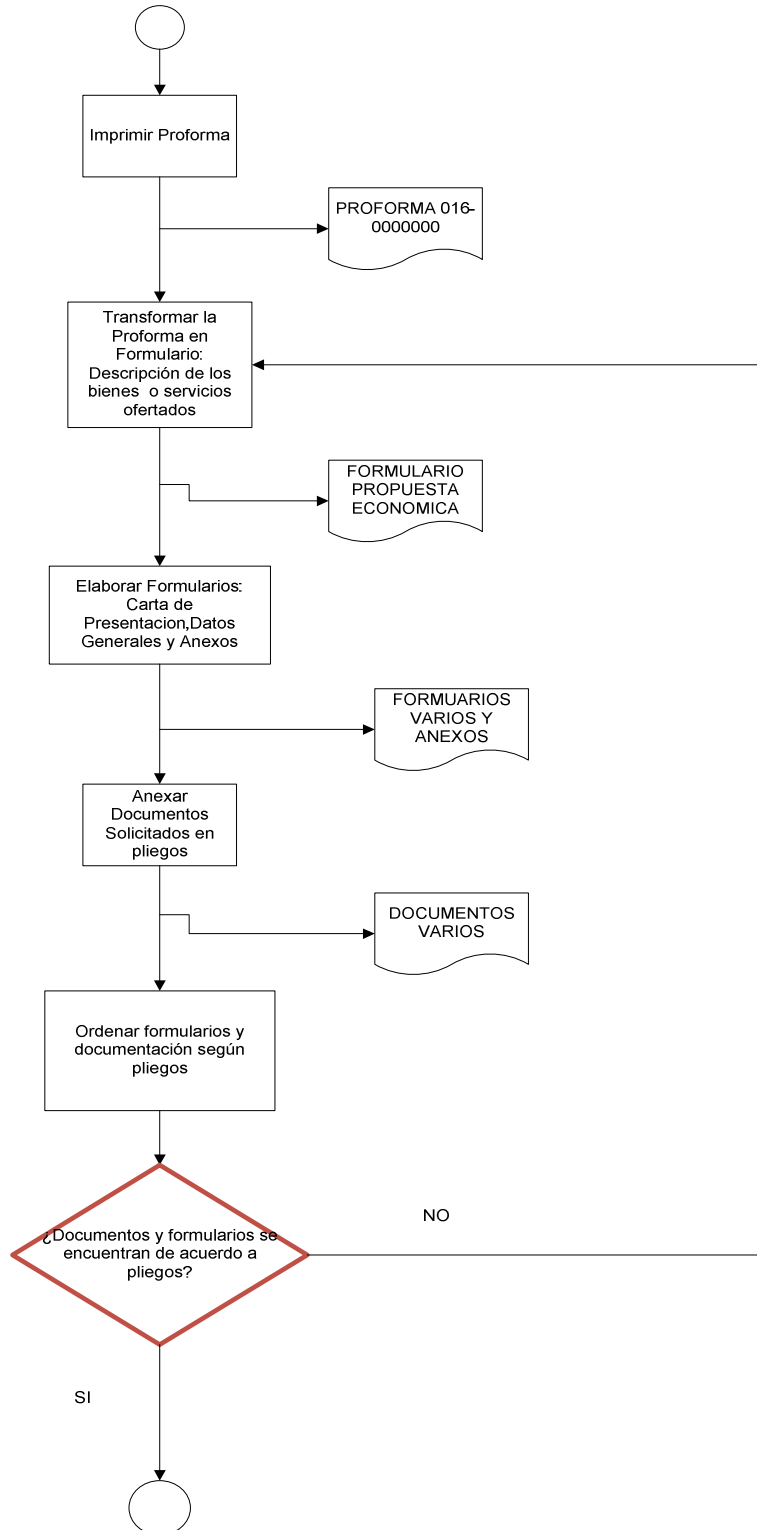 Imprimir Proforma
PROFORMA 016-
0000000
Transformar la
Proforma en
Formulario:
Descripción de los
bienes o servicios
ofertados
FORMULARIO
PROPUESTA
ECONOMICA
Elaborar Formularios:
Carta de
Presentacion,Datos
Generales y Anexos
FORMUARIOS
VARIOS Y
ANEXOS
Anexar
Documentos
Solicitados en
pliegos
DOCUMENTOS
VARIOS
Ordenar formularios y
documentación según
pliegos
¿Documentos y formularios se
encuentran de acuerdo a
pliegos?
NO
SI